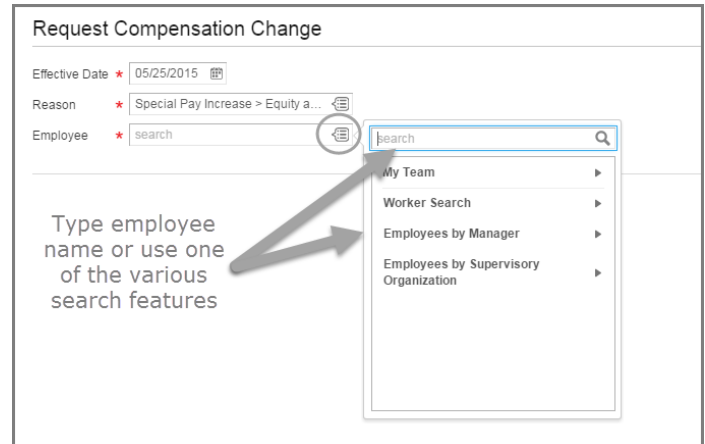 Request Compensation Change
Effective Date * 05/25/2015
Reason * Special Pay Increase > Equity a...
Employee * search
search
My Team
Worker Search
Employees by Manager
Employees by Supervisory
Organization
Type employee
name or use one
of the various
search features